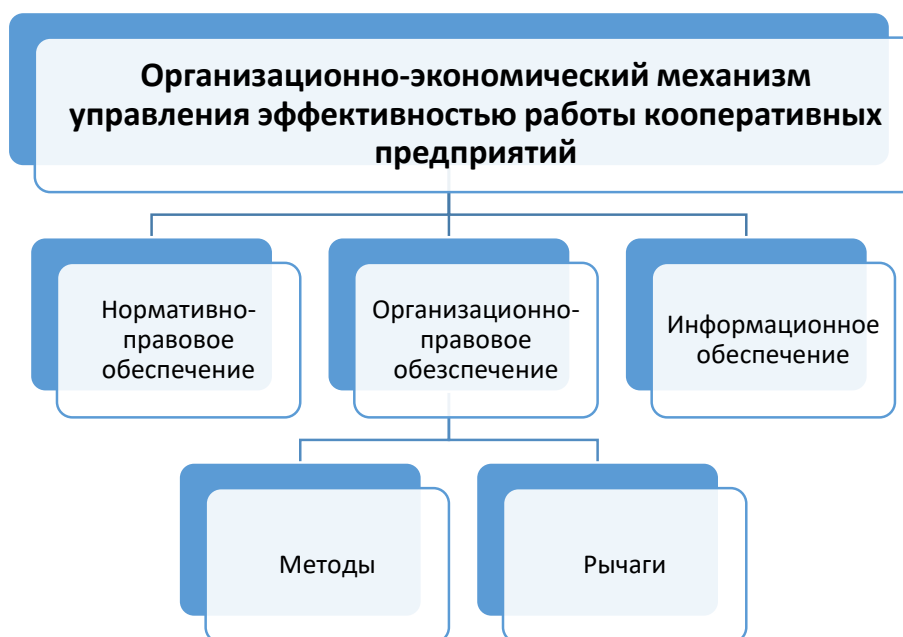 Организационно-экономический механизм
управления эффективностью работы кооперативных
предприятий
Нормативно-
правовое
обеспечение
Организационно-
правовое
обезспечение
Информационное
обеспечение
Методы
Рычаги